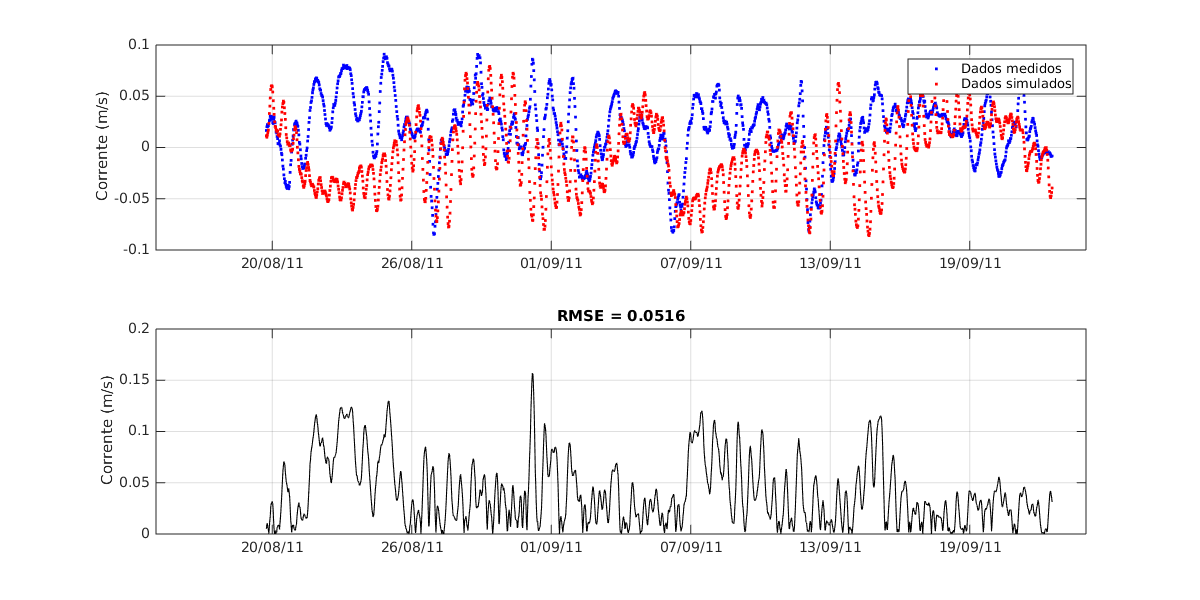 0.1
0.05
0
-0.05
-0.1
Corrente (m/s)
Dados medidos
Dados simulados
20/08/11 26/08/11 01/09/11 07/09/11 13/09/11 19/09/11
RMSE = 0.0516
0.2
0.15
0.1
0.05
0
Corrente (m/s)
20/08/11 26/08/11 01/09/11 07/09/11 13/09/11 19/09/11